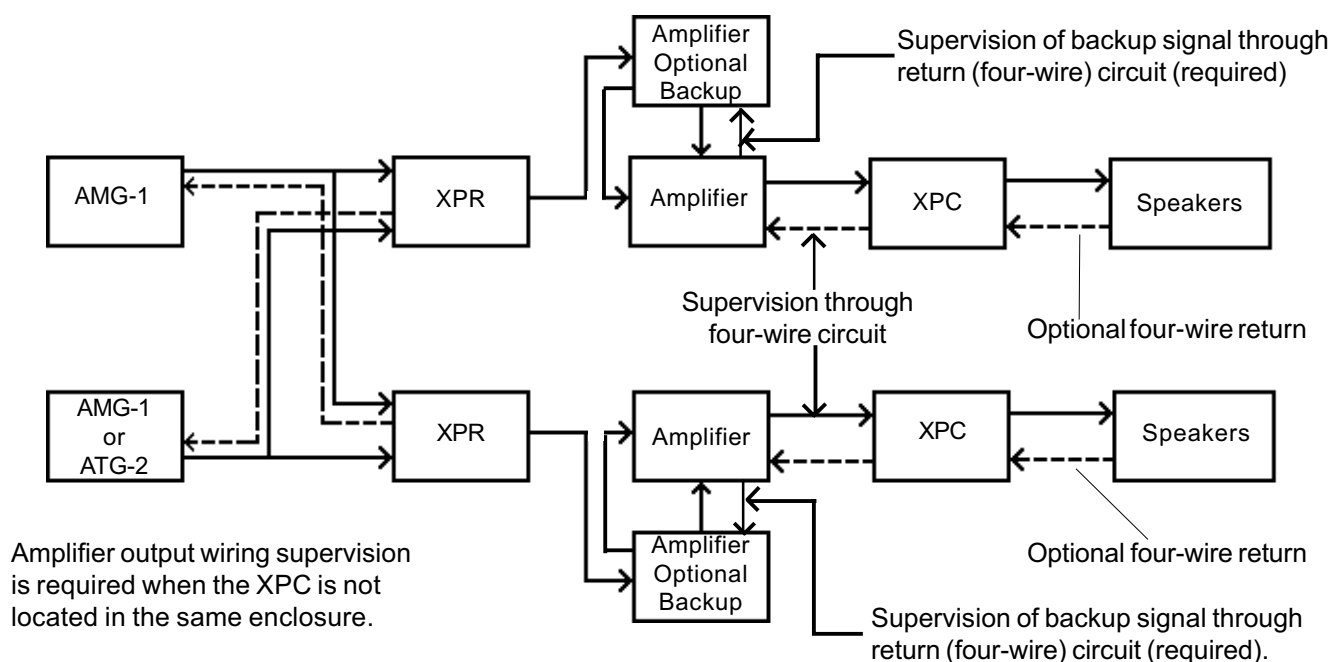 Amplifier
Optional
Backup
Supervision of backup signal through
return (four-wire) circuit (required)
AMG-1
XPR
Amplifier
XPC
Speakers
Supervision through
four-wire circuit
Optional four-wire return
AMG-1
or
ATG-2
XPR
Amplifier
XPC
Speakers
Amplifier output wiring supervision
is required when the XPC is not
located in the same enclosure.
Amplifier
Optional
Backup
Optional four-wire return
Supervision of backup signal through
return (four-wire) circuit (required).